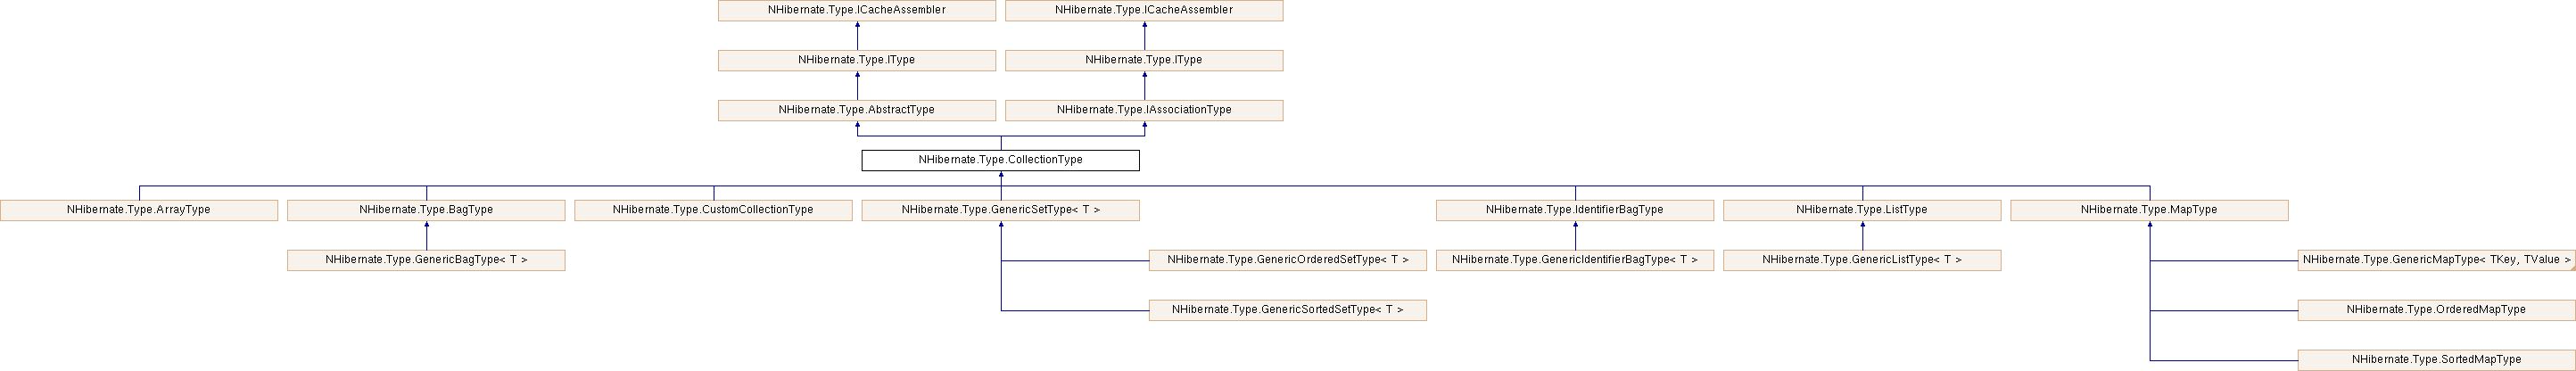 NHibernate.Type.ICacheAssembler
NHibernate.Type.ICacheAssembler
NHibernate.Type.IType
NHibernate.Type.IType
NHibernate.Type.AbstractType
NHibernate.Type.IAssociationType
NHibernate.Type.CollectionType
NHibernate.Type.ArrayType
NHibernate.Type.BagType
NHibernate.Type.CustomCollectionType
NHibernate.Type.GenericSetType< T >
NHibernate.Type.IdentifierBagType
NHibernate.Type.ListType
NHibernate.Type.MapType
NHibernate.Type.GenericBagType< T >
NHibernate.Type.GenericOrderedSetType< T >
NHibernate.Type.GenericIdentifierBagType< T >
NHibernate.Type.GenericListType< T >
NHibernate.Type.GenericMapType< TKey, TValue >
NHibernate.Type.GenericSortedSetType< T >
NHibernate.Type.OrderedMapType
NHibernate.Type.SortedMapType